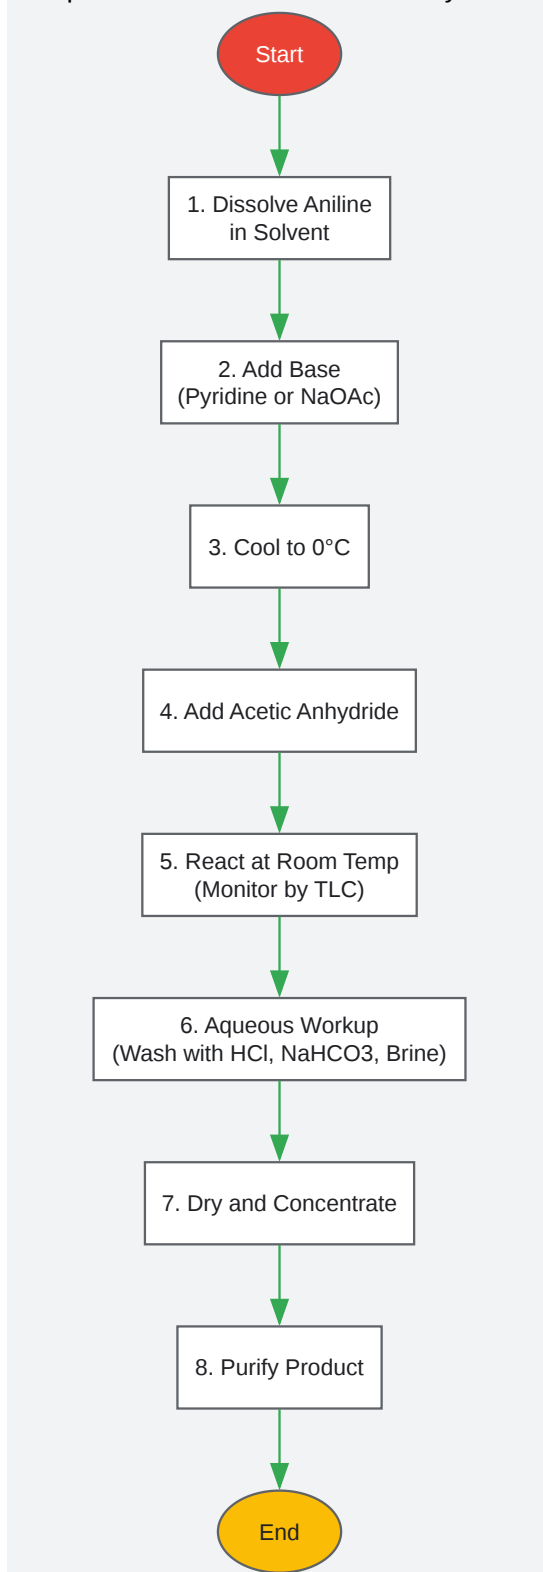 Start
1. Dissolve Aniline
in Solvent
2. Add Base
(Pyridine or NaOAc)
3. Cool to 0°C
4. Add Acetic Anhydride
5. React at Room Temp
(Monitor by TLC)
6. Aqueous Workup
(Wash with HCl, NaHCO3, Brine)
7. Dry and Concentrate
8. Purify Product
End